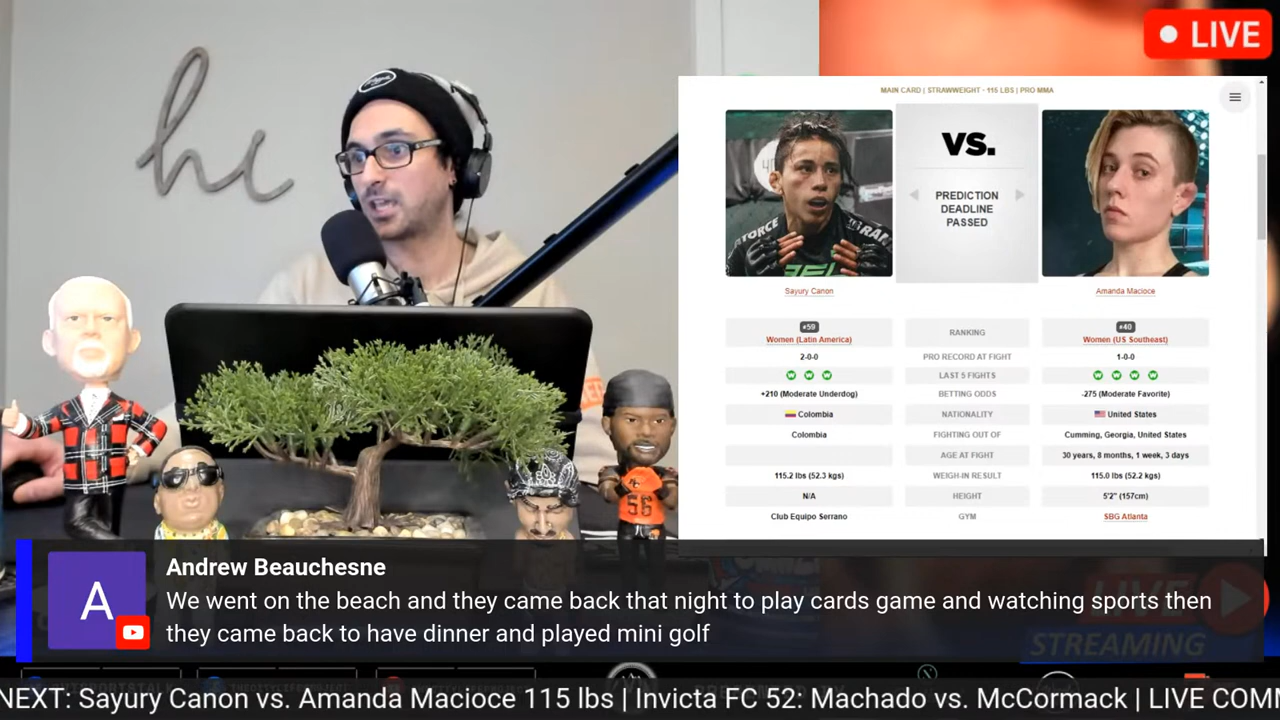 hi
LIVE
MAIN CARD | STRAWWEIGHT · 115 LBS | PRO MMA
VS.
PREDICTION
DEADLINE
PASSED
Sayury Canon
Amanda Macioce
#59
Women (Latin America)
RANKING
#40
Women (US Southeast)
2-0-0
PRO RECORD AT FIGHT
1-0-0
W W W
LAST 5 FIGHTS
W W W W
+210 (Moderate Underdog)
BETTING ODDS
-275 (Moderate Favorite)
Colombia
NATIONALITY
United States
Colombia
FIGHTING OUT OF
Cumming, Georgia, United States
AGE AT FIGHT
30 years, 8 months, 1 week, 3 days
115.2 lbs (52.3 kgs)
WEIGH-IN RESULT
115.0 lbs (52.2 kgs)
N/A
HEIGHT
5'2" (157cm)
Club Equipo Serrano
GYM
SBG Atlanta
56
A
Andrew Beauchesne
We went on the beach and they came back that night to play cards game and watching sports then
they came back to have dinner and played mini golf
LIVE
STREAMING
NEXT: Sayury Canon vs. Amanda Macioce 115 lbs | Invicta FC 52: Machado vs. McCormack | LIVE COM